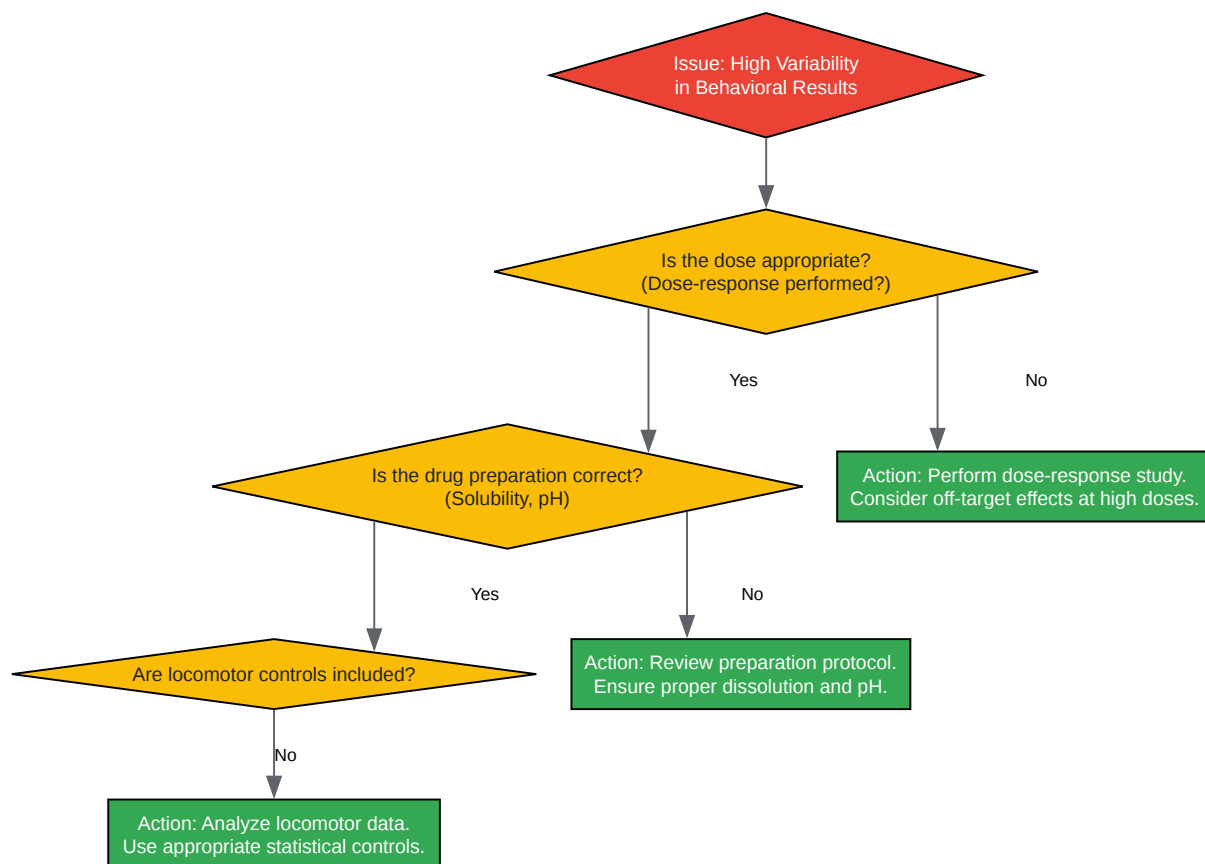 Issue: High Variability
in Behavioral Results
Is the dose appropriate?
(Dose-response performed?)
Yes
No
Is the drug preparation correct?
(Solubility, pH)
Action: Perform dose-response study.
Consider off-target effects at high doses.
Yes
No
Are locomotor controls included?
Action: Review preparation protocol.
Ensure proper dissolution and pH.
No
Action: Analyze locomotor data.
Use appropriate statistical controls.